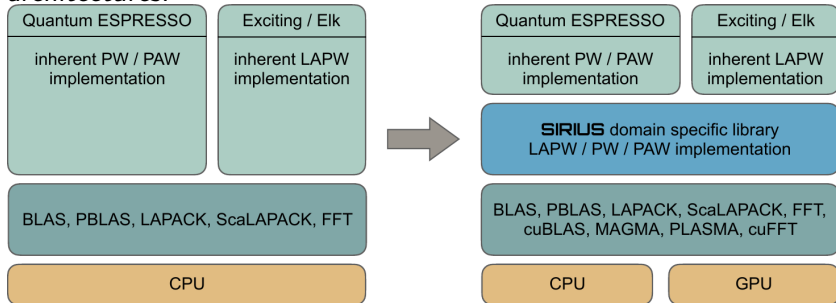 architectures.
Quantum ESPRESSO
inherent PW / PAW
implementation
Exciting / Elk
inherent LAPW
implementation
BLAS, PBLAS, LAPACK, ScaLAPACK, FFT
CPU
Quantum ESPRESSO
inherent PW / PAW
implementation
Exciting / Elk
inherent LAPW
implementation
SIRIUS domain specific library
LAPW / PW / PAW implementation
BLAS, PBLAS, LAPACK, ScaLAPACK, FFT,
cuBLAS, MAGMA, PLASMA, cuFFT
CPU
GPU